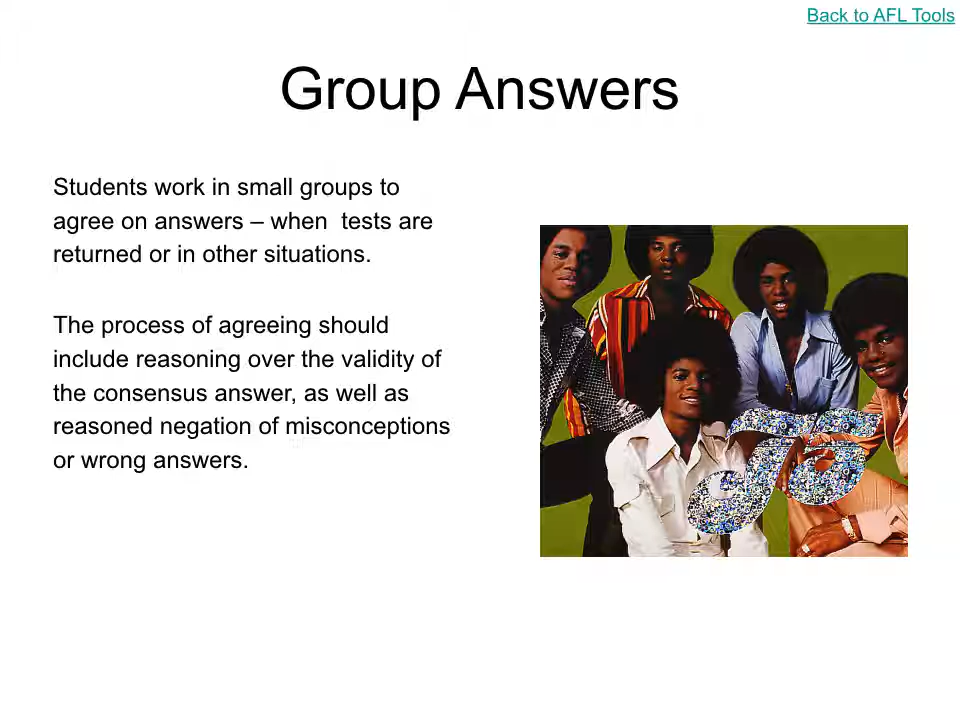 Back to AFL Tools
Group Answers
Students work in small groups to
agree on answers – when  tests are
returned or in other situations.
The process of agreeing should
include reasoning over the validity of
the consensus answer, as well as
reasoned negation of misconceptions
or wrong answers.
J5